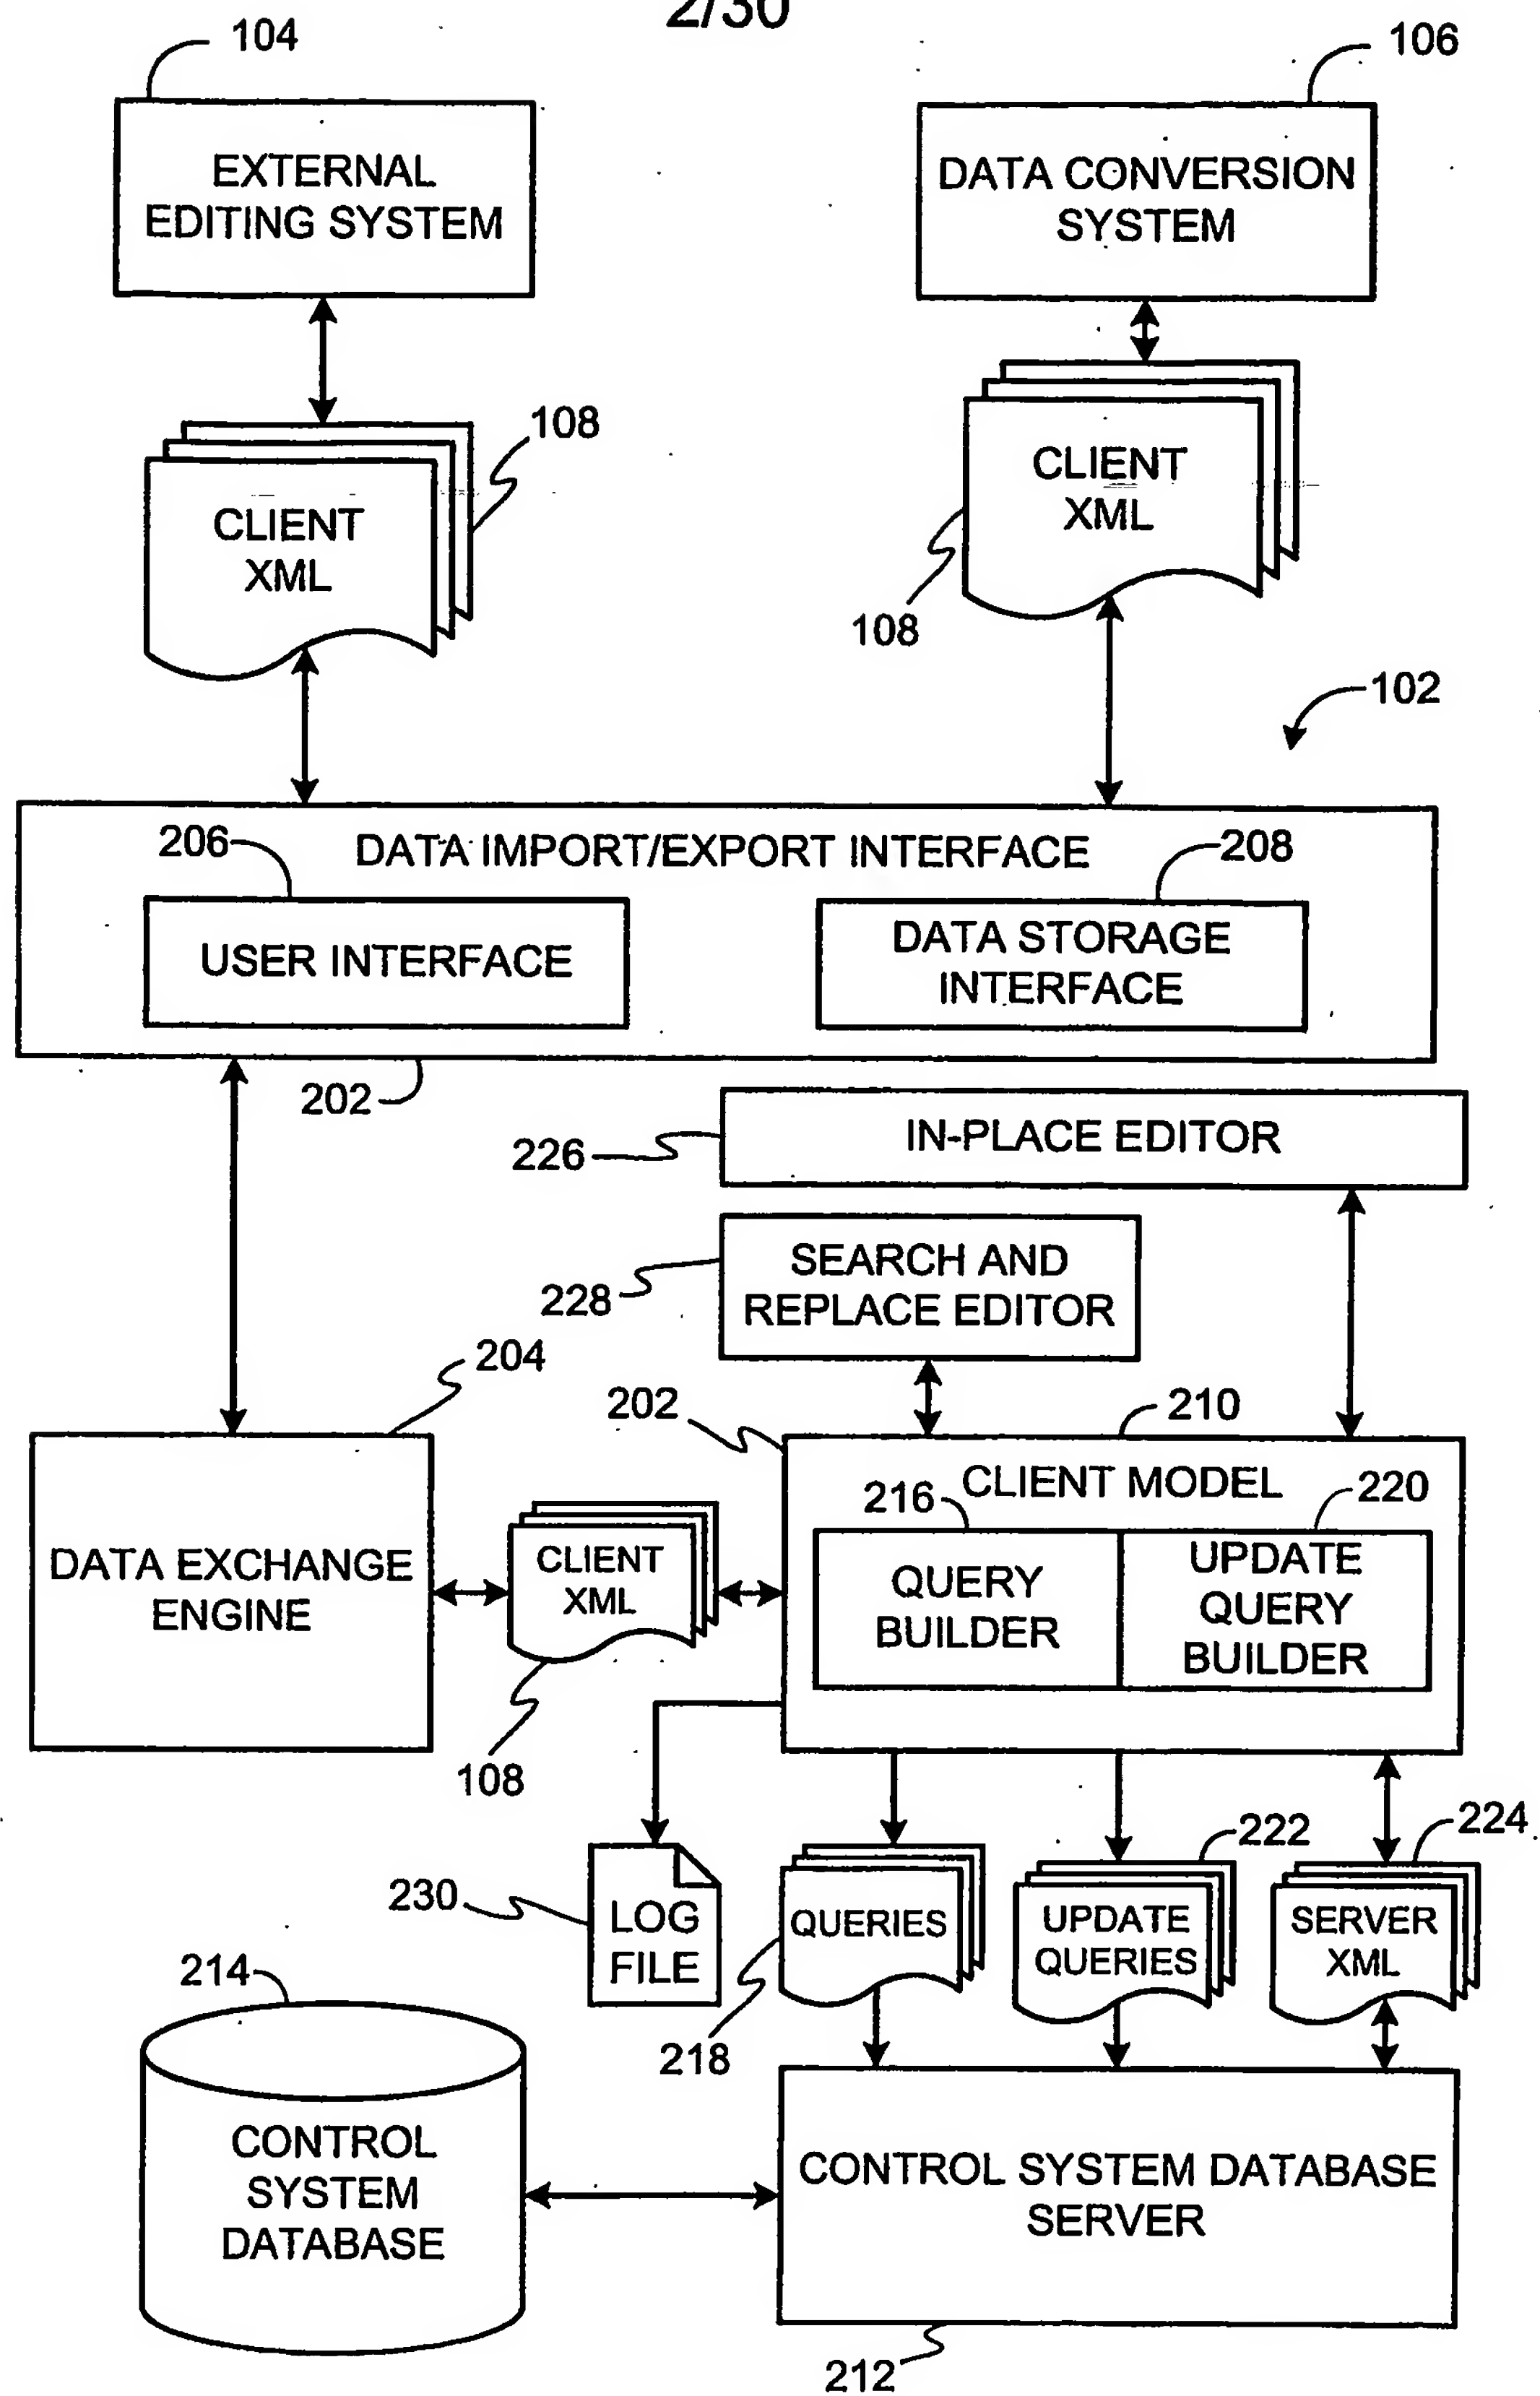 2/30
104
106
EXTERNAL
EDITING SYSTEM
DATA CONVERSION
SYSTEM
108
CLIENT
XML
CLIENT
XML
108
102
206
DATA IMPORT/EXPORT INTERFACE
208
USER INTERFACE
DATA STORAGE
INTERFACE
202
IN-PLACE EDITOR
226
SEARCH AND
REPLACE EDITOR
228
204
202
210
CLIENT MODEL
216
220
DATA EXCHANGE
ENGINE
CLIENT
XML
QUERY
BUILDER
UPDATE
QUERY
BUILDER
108
222
224
230
LOG
FILE
QUERIES
UPDATE
QUERIES
SERVER
XML
214
218
CONTROL
SYSTEM
DATABASE
CONTROL SYSTEM DATABASE
SERVER
212